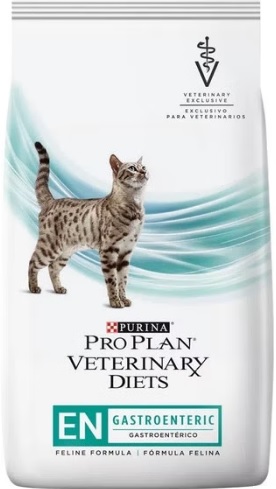 VETERINARY
EXCLUSIVE
EXCLUSIVO
PARA VETERINARIOS
PURINA®
PRO PLAN®
VETERINARY
DIETS
EN GASTROENTERIC
GASTROENTÉRICO
FELINE FORMULA | FÓRMULA FELINA